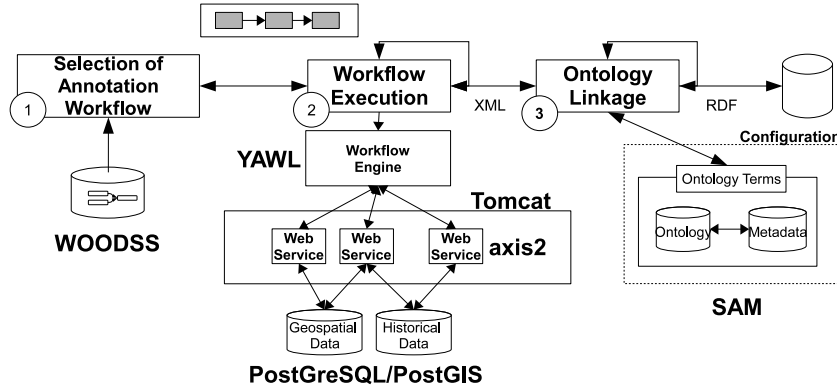 Selection of
Annotation
Workflow
1
Workflow
Execution
2
XML
Ontology
Linkage
3
RDF
Configuration
YAWL
Workflow
Engine
Ontology Terms
Ontology
Metadata
SAM
Tomcat
Web
Service
Web
Service
Web
Service
axis2
WOODSS
Geospatial
Data
Historical
Data
PostGreSQL/PostGIS